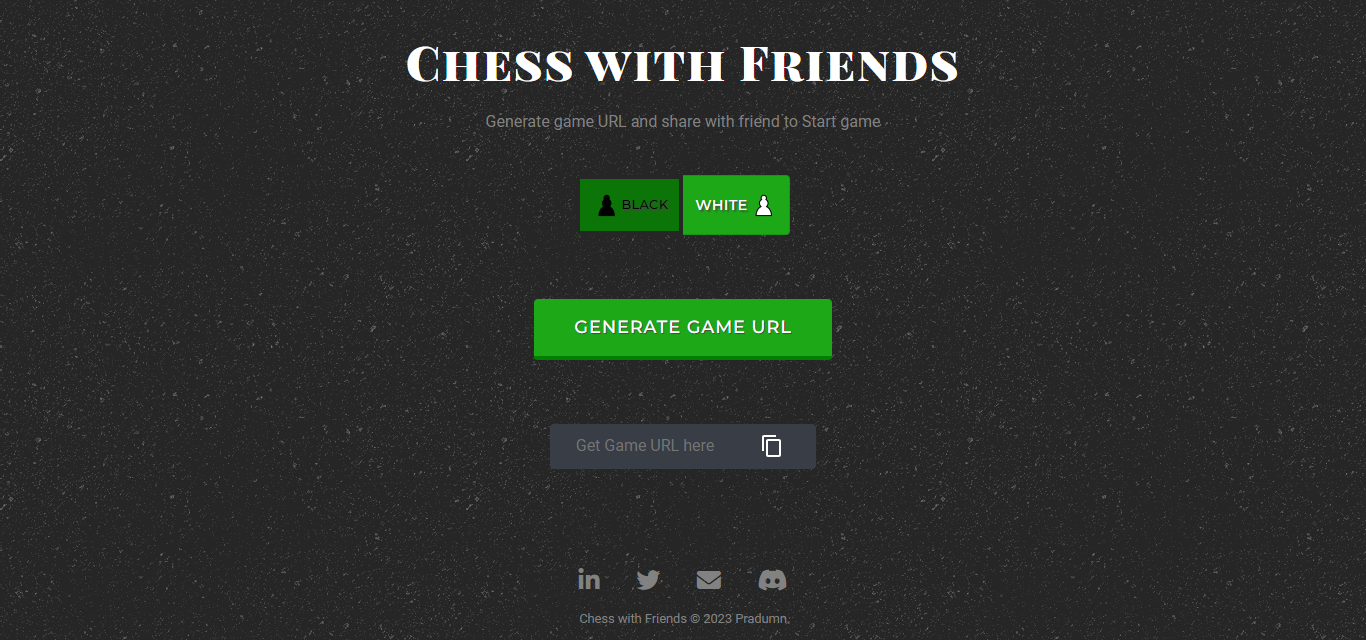 Chess with Friends
Generate game URL and share with friend to Start game
BLACK WHITE
GENERATE GAME URL
Get Game URL here
in
Chess with Friends © 2023 Pradumn.